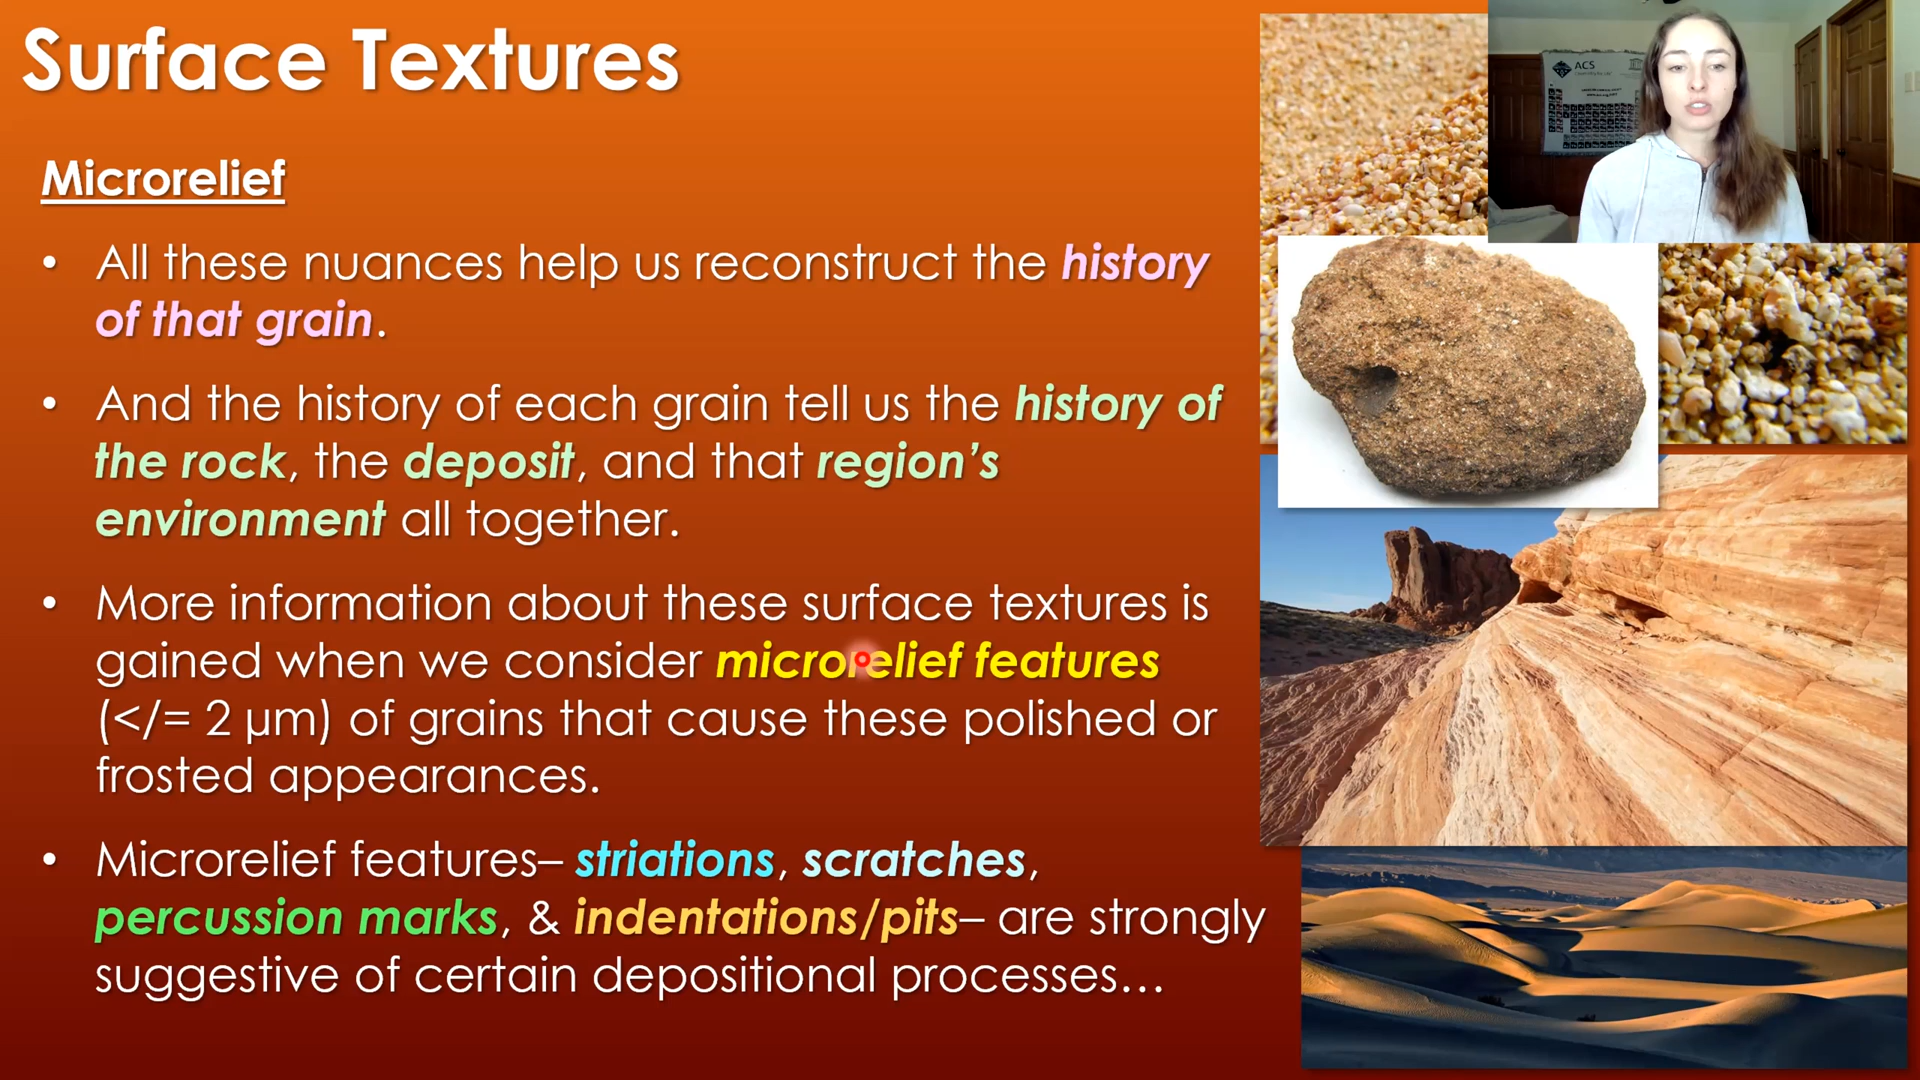 Surface Textures
Microrelief
• All these nuances help us reconstruct the history
of that grain.
• And the history of each grain tell us the history of
the rock, the deposit, and that region's
environment all together.
• More information about these surface textures is
gained when we consider microrelief features
(</= 2 µm) of grains that cause these polished or
frosted appearances.
• Microrelief features– striations, scratches,
percussion marks, & indentations/pits– are strongly
suggestive of certain depositional processes…
ACS